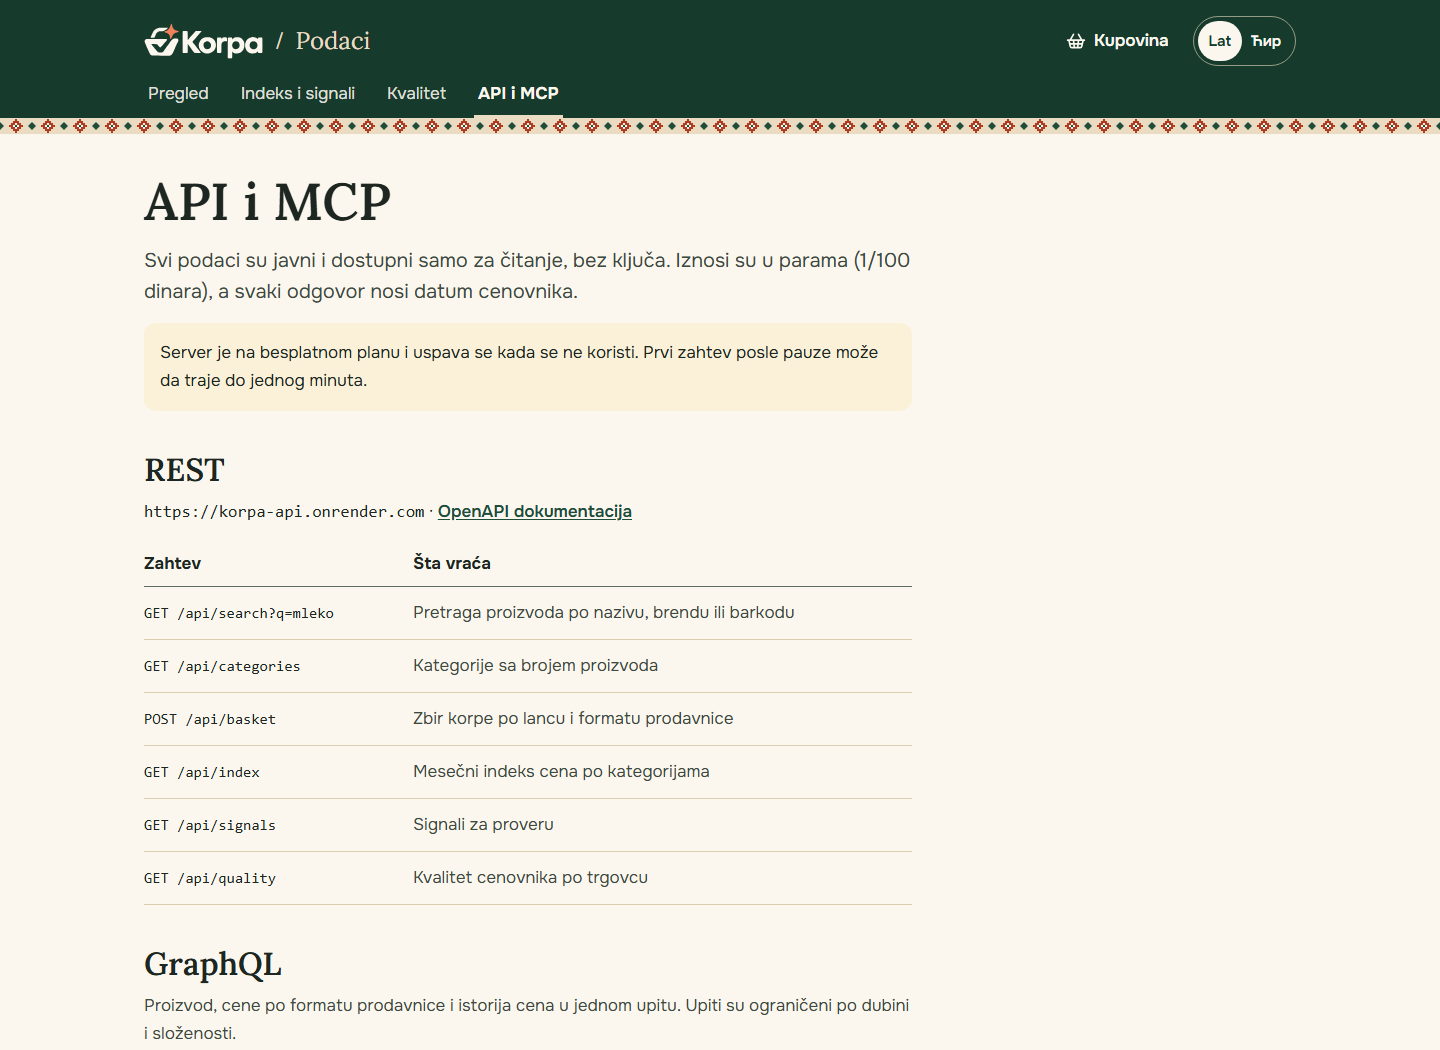 Korpa / Podaci
Kupovina
Lat Ћир
Pregled Indeks i signali Kvalitet API i MCP
API i MCP
Svi podaci su javni i dostupni samo za čitanje, bez ključa. Iznosi su u parama (1/100
dinara), a svaki odgovor nosi datum cenovnika.
Server je na besplatnom planu i uspava se kada se ne koristi. Prvi zahtev posle pauze može
da traje do jednog minuta.
REST
https://korpa-api.onrender.com · OpenAPI dokumentacija
Zahtev Šta vraća
GET /api/search?q=mleko Pretraga proizvoda po nazivu, brendu ili barkodu
GET /api/categories Kategorije sa brojem proizvoda
POST /api/basket Zbir korpe po lancu i formatu prodavnice
GET /api/index Mesečni indeks cena po kategorijama
GET /api/signals Signali za proveru
GET /api/quality Kvalitet cenovnika po trgovcu
GraphQL
Proizvod, cene po formatu prodavnice i istorija cena u jednom upitu. Upiti su ograničeni po dubini
i složenosti.